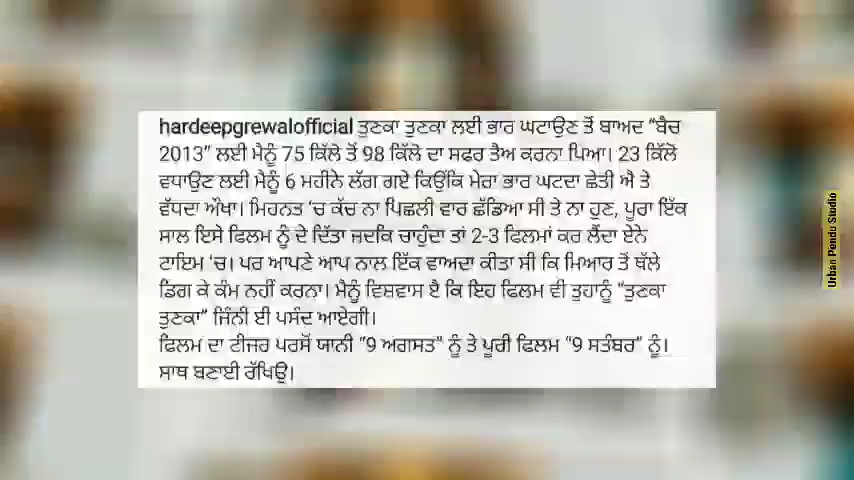 hardeepgrewalofficial ਤੁਣਕਾ ਤੁਣਕਾ ਲਈ ਭਾਰ ਘਟਾਉਣ ਤੋਂ ਬਾਅਦ “ਬੈਚ
2013” ਲਈ ਮੈਨੂੰ 75 ਕਿੱਲੋ ਤੋਂ 98 ਕਿੱਲੋ ਦਾ ਸਫਰ ਤੈਅ ਕਰਨਾ ਪਿਆ। 23 ਕਿੱਲੋ
ਵਧਾਉਣ ਲਈ ਮੈਨੂੰ 6 ਮਹੀਨੇ ਲੱਗ ਗਏ ਕਿਉਂਕਿ ਮੇਰਾ ਭਾਰ ਘਟਦਾ ਛੇਤੀ ਐ ਤੇ
ਵੱਧਦਾ ਔਖਾ। ਮਿਹਨਤ ‘ਚ ਕੱਚ ਨਾ ਪਿਛਲੀ ਵਾਰ ਛੱਡਿਆ ਸੀ ਤੇ ਨਾ ਹੁਣ, ਪੂਰਾ ਇੱਕ
ਸਾਲ ਇਸੇ ਫਿਲਮ ਨੂੰ ਦੇ ਦਿੱਤਾ ਜਦਕਿ ਚਾਹੁੰਦਾ ਤਾਂ 2-3 ਫਿਲਮਾਂ ਕਰ ਲੈਂਦਾ ਏਨੇ
ਟਾਇਮ ‘ਚ। ਪਰ ਆਪਣੇ ਆਪ ਨਾਲ ਇੱਕ ਵਾਅਦਾ ਕੀਤਾ ਸੀ ਕਿ ਮਿਆਰ ਤੋਂ ਥੱਲੇ
ਡਿਗ ਕੇ ਕੰਮ ਨਹੀਂ ਕਰਨਾ। ਮੈਨੂੰ ਵਿਸ਼ਵਾਸ ਹੈ ਕਿ ਇਹ ਫਿਲਮ ਵੀ ਤੁਹਾਨੂੰ “ਤੁਣਕਾ
ਤੁਣਕਾ” ਜਿੰਨੀ ਈ ਪਸੰਦ ਆਏਗੀ।
ਫਿਲਮ ਦਾ ਟੀਜਰ ਪਰਸੋਂ ਯਾਨੀ “9 ਅਗਸਤ” ਨੂੰ ਤੇ ਪੂਰੀ ਫਿਲਮ “9 ਸਤੰਬਰ” ਨੂੰ।
ਸਾਥ ਬਣਾਈ ਰੱਖਿਉ।
Urban Pendu Studio